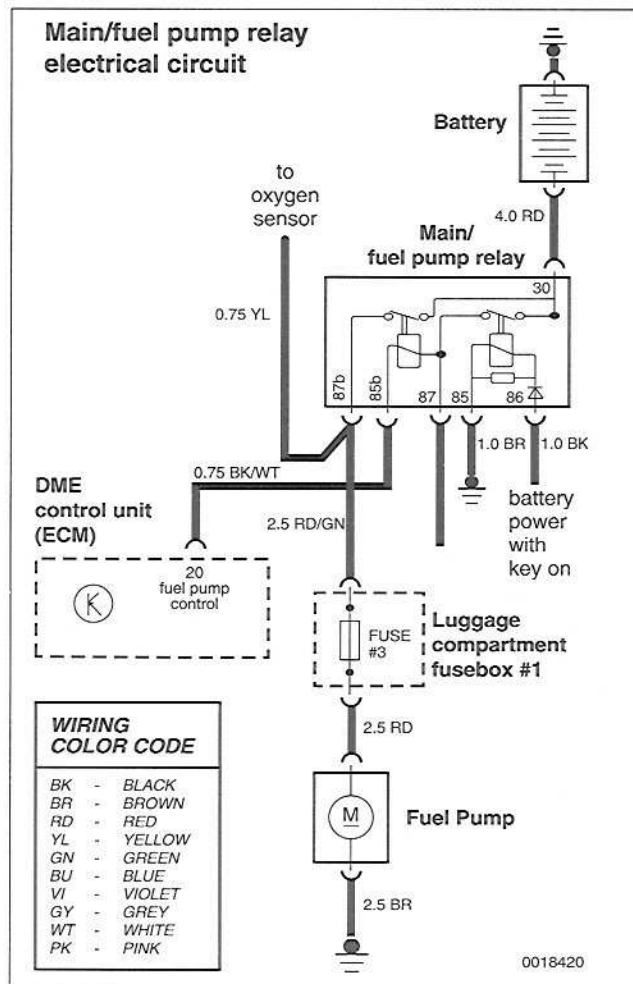 Main/fuel pump relay
electrical circuit
Battery
to
oxygen
sensor
4.0 RD
Main/
fuel pump relay
30
0.75 YL
87b
85b
87
85
86
1.0 BR
1.0 BK
0.75 BK/WT
DME
control unit
(ECM)
battery
power
with
key on
2.5 RD/GN
20
fuel pump
control
K
FUSE
#3
Luggage
compartment
fusebox #1
2.5 RD
WIRING
COLOR CODE
BK - BLACK
BR - BROWN
RD - RED
YL - YELLOW
GN - GREEN
BU - BLUE
VI - VIOLET
GY - GREY
WT - WHITE
PK - PINK
M
Fuel Pump
2.5 BR
0018420